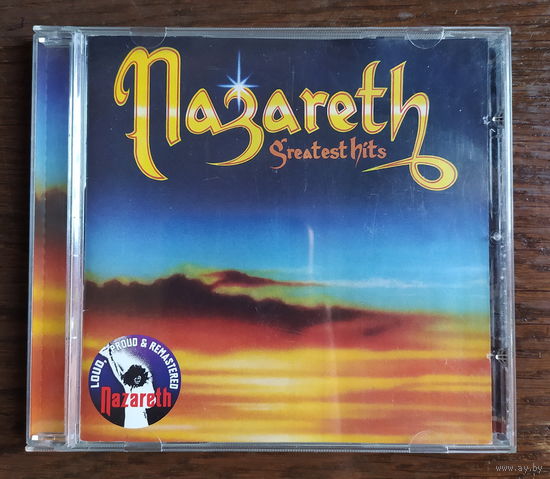 Nazareth
Greatest hits
LOUD, PROUD & REMASTERED
Nazareth
www.ay.by